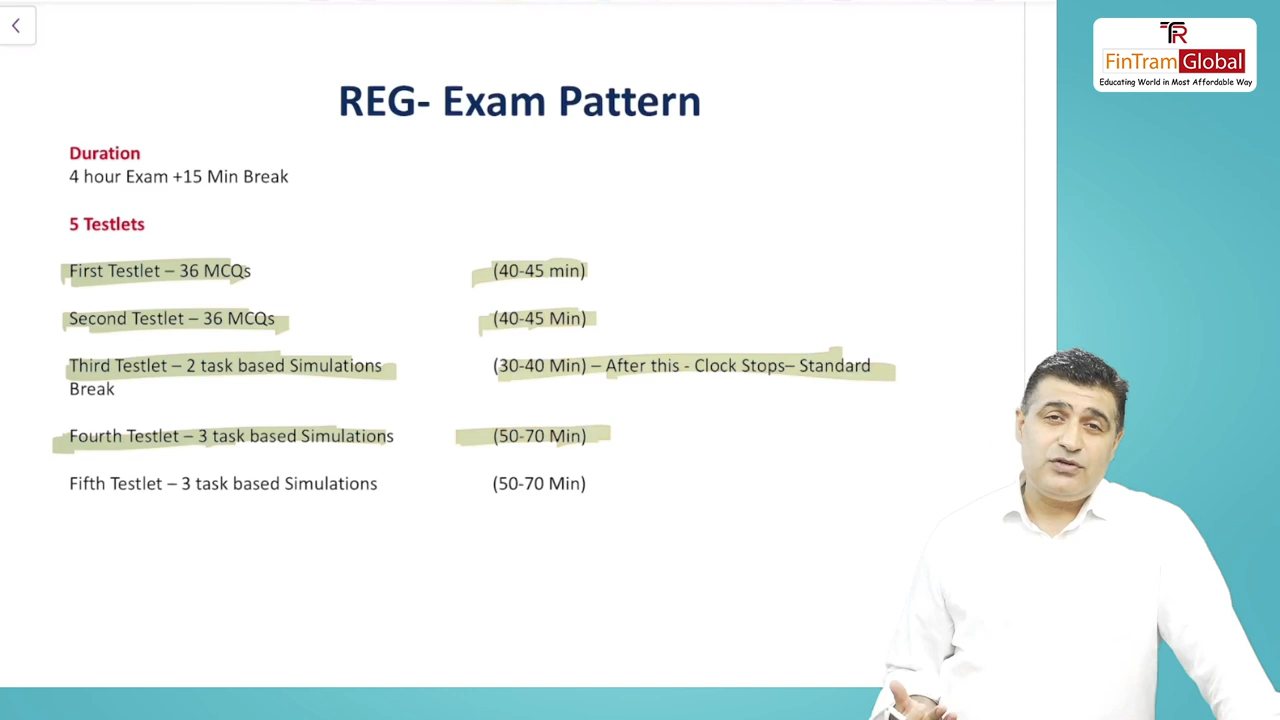 FR
FinTram Global
Educating World in Most Affordable Way
REG- Exam Pattern
Duration
4 hour Exam +15 Min Break
5 Testlets
First Testlet – 36 MCQs (40-45 min)
Second Testlet – 36 MCQs (40-45 Min)
Third Testlet – 2 task based Simulations (30-40 Min) – After this - Clock Stops– Standard
Break
Fourth Testlet – 3 task based Simulations (50-70 Min)
Fifth Testlet – 3 task based Simulations (50-70 Min)